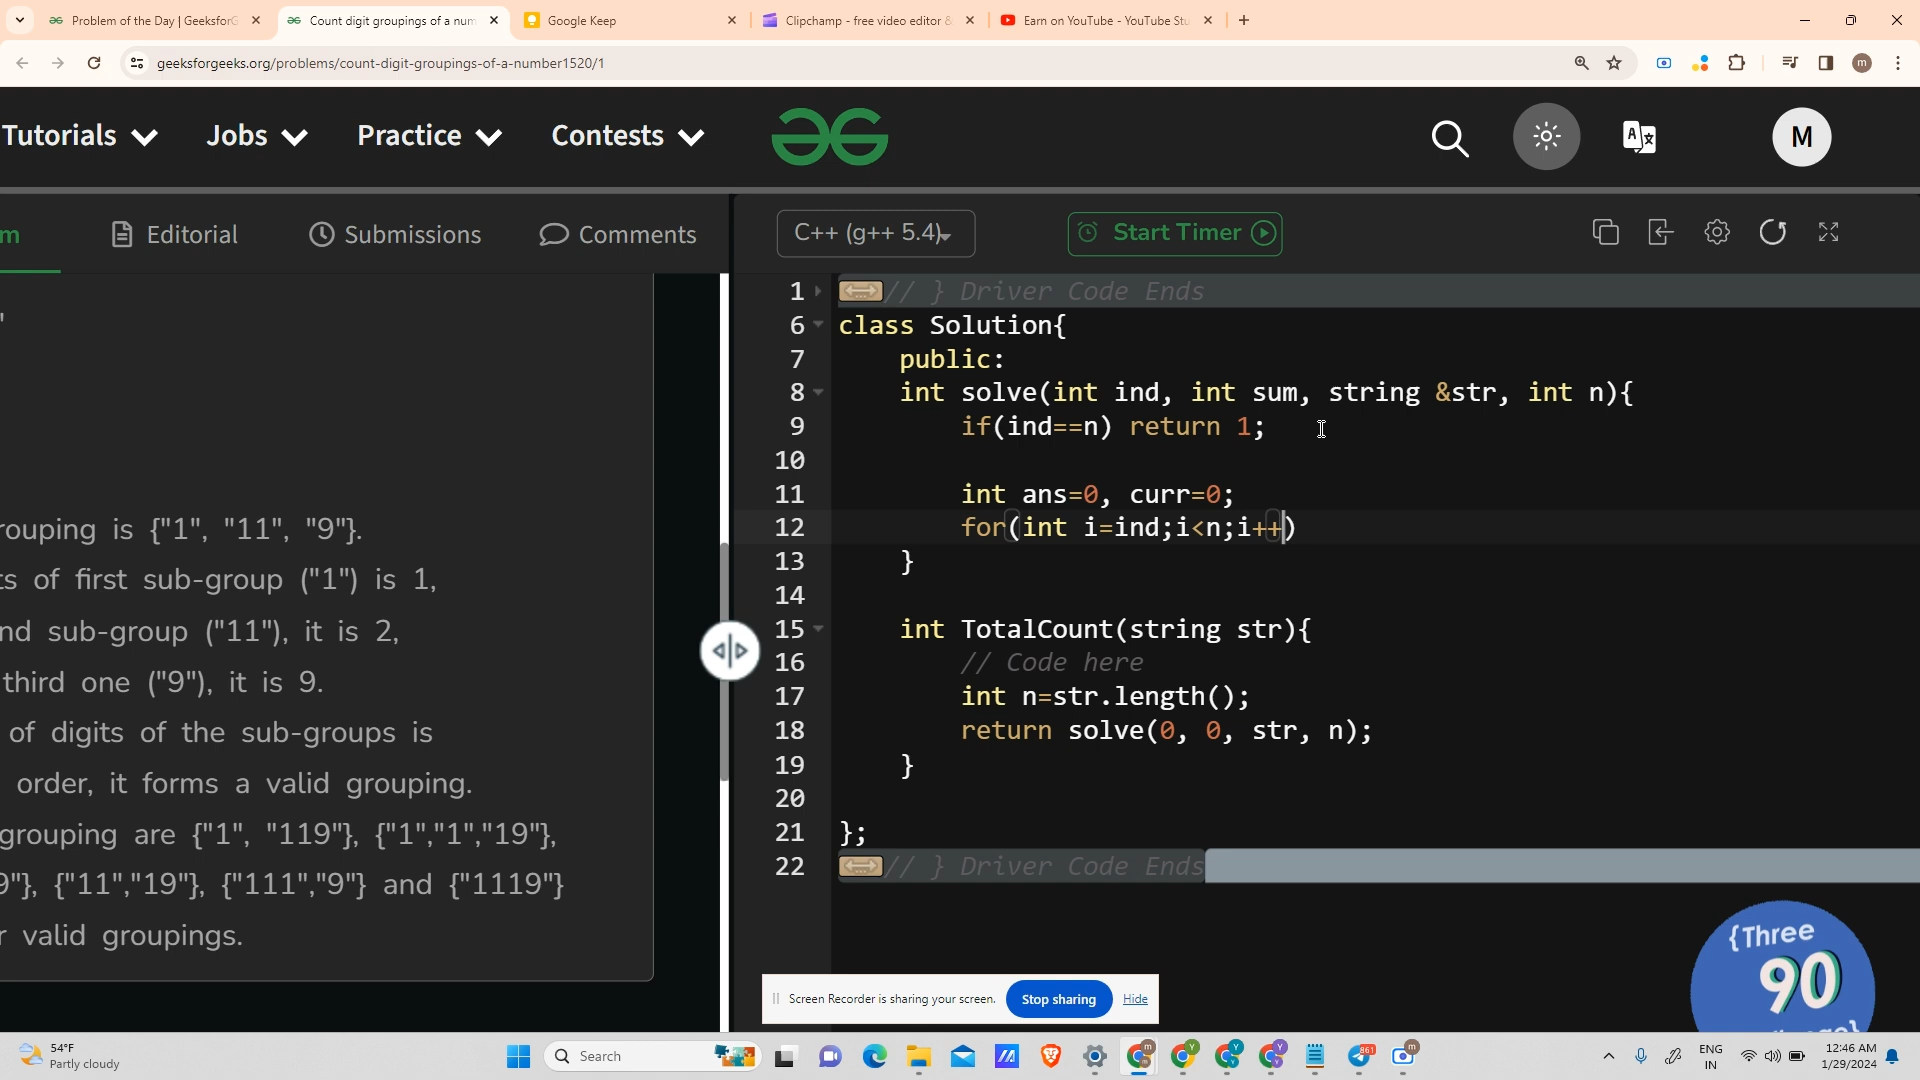 Problem of the Day | GeeksforG
Count digit groupings of a num
Google Keep
Clipchamp - free video editor &
Earn on YouTube - YouTube Stu
geeksforgeeks.org/problems/count-digit-groupings-of-a-number1520/1
m
Tutorials
Jobs
Practice
Contests
M
m
Editorial
Submissions
Comments
C++ (g++ 5.4)
Start Timer
"
rouping is {"1", "11", "9"}.
ts of first sub-group ("1") is 1,
nd sub-group ("11"), it is 2,
third one ("9"), it is 9.
of digits of the sub-groups is
order, it forms a valid grouping.
grouping are {"1", "119"}, {"1","1","19"},
9"}, {"11","19"}, {"111","9"} and {"1119"}
r valid groupings.
1 // } Driver Code Ends
6 class Solution{
7 public:
8 int solve(int ind, int sum, string &str, int n){
9 if(ind==n) return 1;
10
11 int ans=0, curr=0;
12 for(int i=ind;i<n;i++)
13 }
14
15 int TotalCount(string str){
16 // Code here
17 int n=str.length();
18 return solve(0, 0, str, n);
19 }
20
21 };
22 // } Driver Code Ends
{Three
90
Screen Recorder is sharing your screen.
Stop sharing
Hide
54°F
Partly cloudy
Search
861
m
Y
Y
Y
m
ENG
IN
12:46 AM
1/29/2024